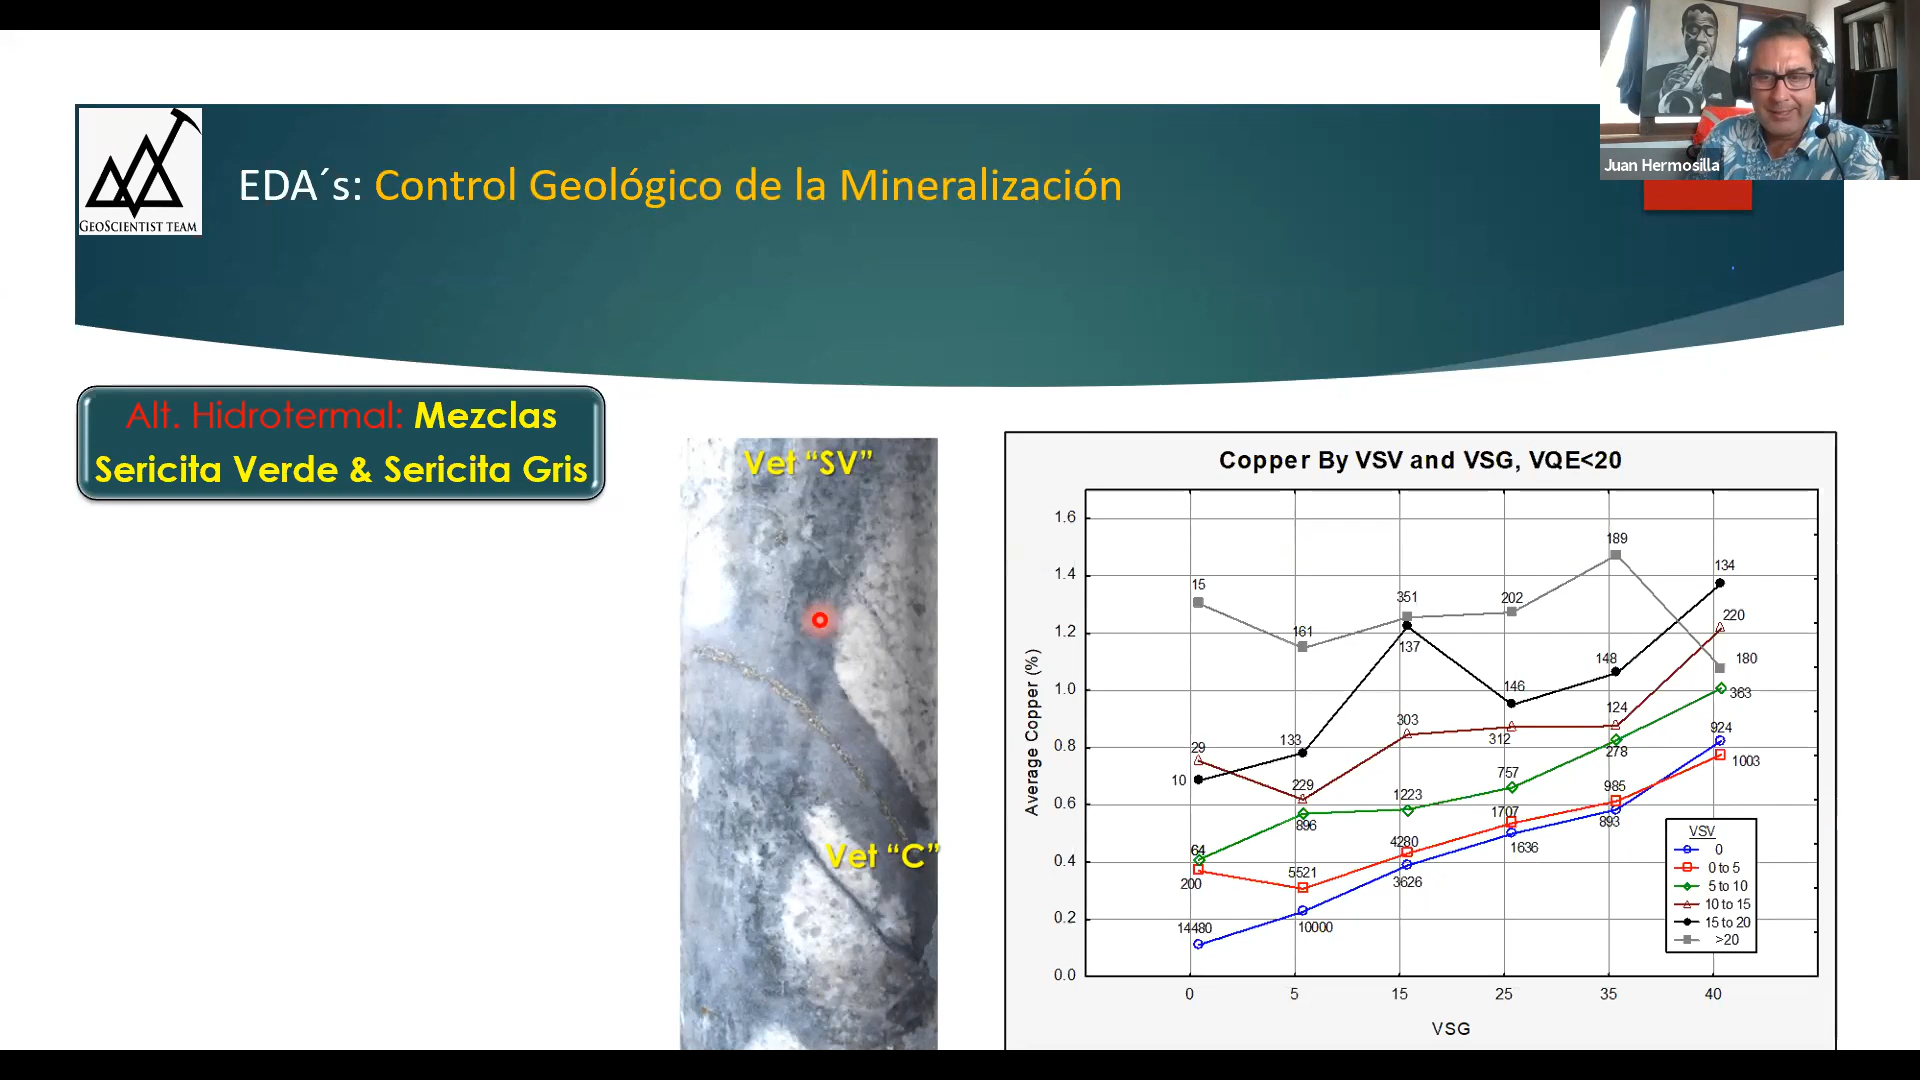 Juan Hermosilla
GEOSCIENTIST TEAM
EDA´s: Control Geológico de la Mineralización
Alt. Hidrotermal: Mezclas
Sericita Verde & Sericita Gris
Vet “SV”
Vet “C”
Copper By VSV and VSG, VQE<20
Average Copper (%)
1.6
1.4
1.2
1.0
0.8
0.6
0.4
0.2
0.0
189
15
134
351
202
220
161
137
180
148
146
363
124
303
133
312
924
29
278
1003
10
757
229
985
1223
1707
896
893
64
4280
1636
5521
200
3626
14480
10000
VSV
0
0 to 5
5 to 10
10 to 15
15 to 20
>20
0 5 15 25 35 40
VSG